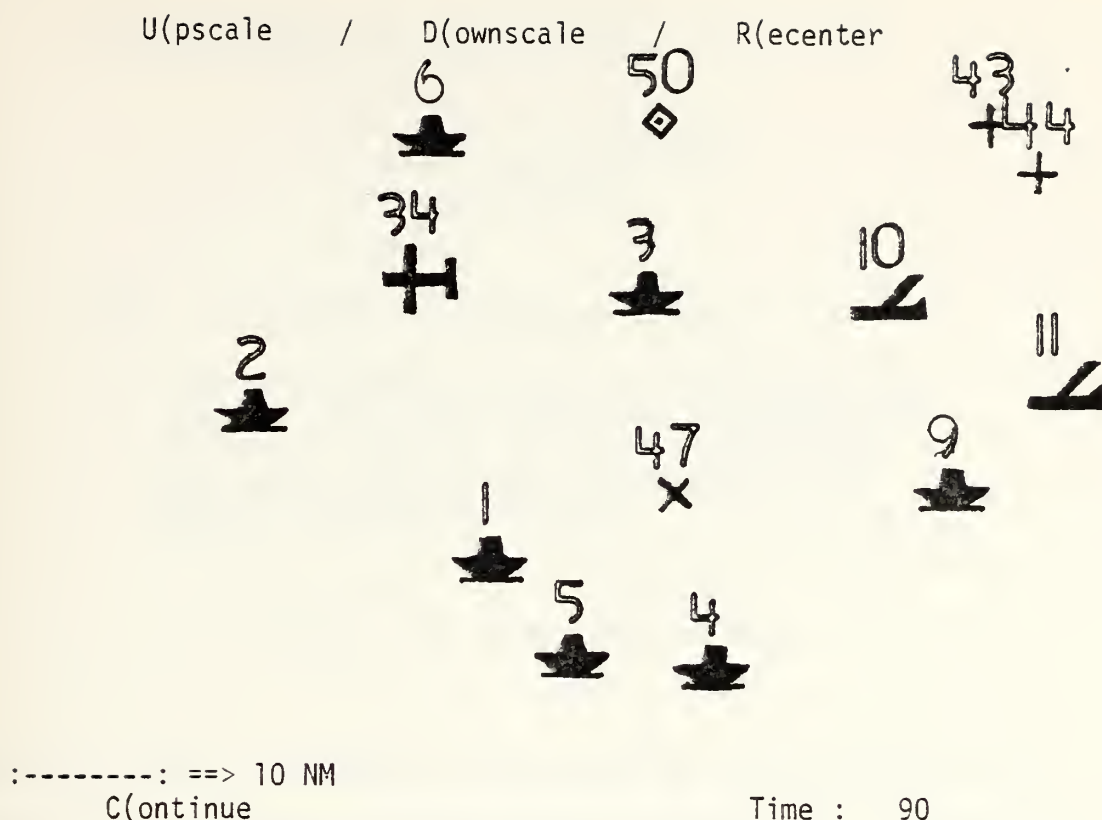 U(pscale / D(ownscale / R(ecenter
6 50 43
44
34 3 10
11
2
47 9
1
5 4
:--------: ==> 10 NM
C(ontinue Time : 90